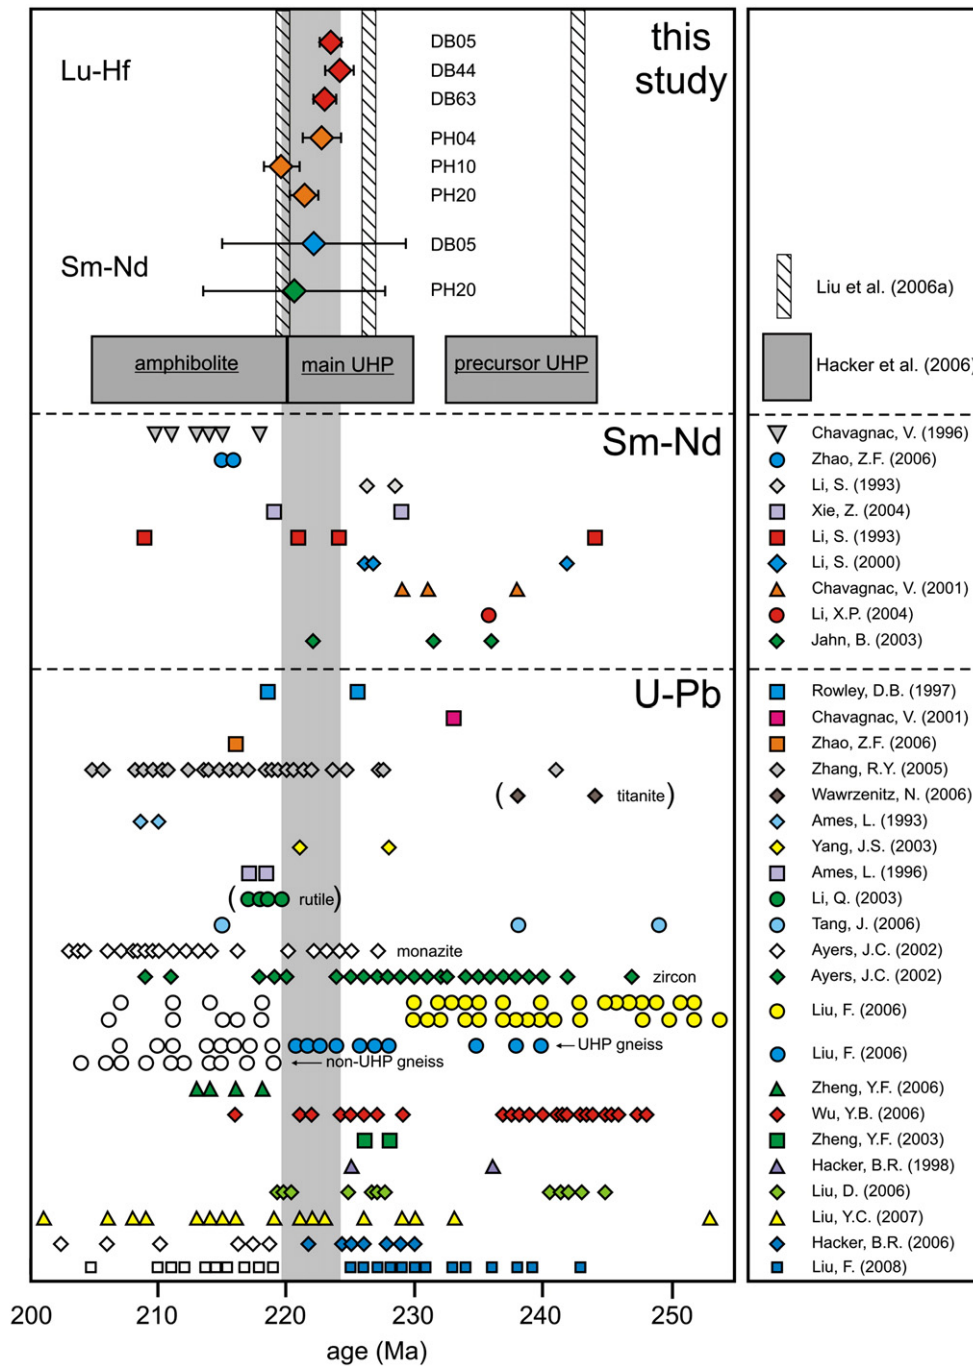 this
study
Lu-Hf
DB05
DB44
DB63
PH04
PH10
PH20
Sm-Nd
DB05
PH20
amphibolite
main UHP
precursor UHP
Liu et al. (2006a)
Hacker et al. (2006)
Sm-Nd
Chavagnac, V. (1996)
Zhao, Z.F. (2006)
Li, S. (1993)
Xie, Z. (2004)
Li, S. (1993)
Li, S. (2000)
Chavagnac, V. (2001)
Li, X.P. (2004)
Jahn, B. (2003)
U-Pb
Rowley, D.B. (1997)
Chavagnac, V. (2001)
Zhao, Z.F. (2006)
Zhang, R.Y. (2005)
( titanite )
Wawrzenitz, N. (2006)
Ames, L. (1993)
Yang, J.S. (2003)
Ames, L. (1996)
( rutile )
Li, Q. (2003)
Tang, J. (2006)
monazite
Ayers, J.C. (2002)
zircon
Ayers, J.C. (2002)
Liu, F. (2006)
UHP gneiss
Liu, F. (2006)
non-UHP gneiss
Zheng, Y.F. (2006)
Wu, Y.B. (2006)
Zheng, Y.F. (2003)
Hacker, B.R. (1998)
Liu, D. (2006)
Liu, Y.C. (2007)
Hacker, B.R. (2006)
Liu, F. (2008)
200 210 220 230 240 250
age (Ma)